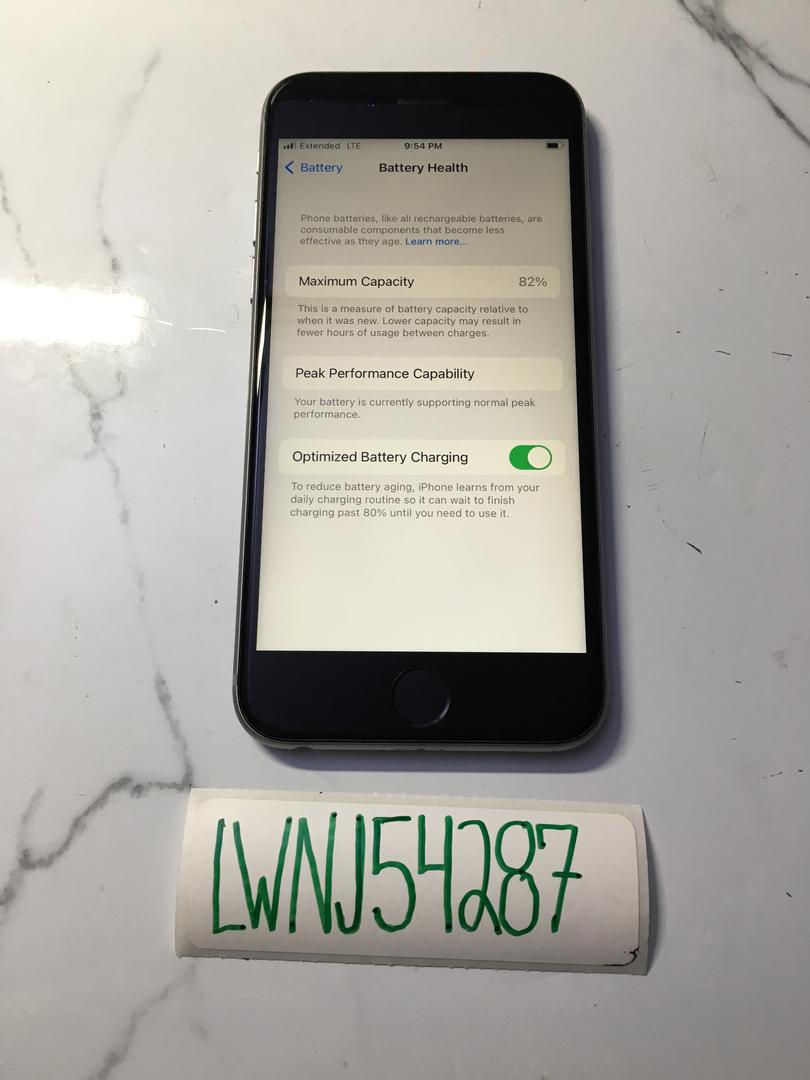 Extended LTE 9:54 PM
Battery Battery Health
Phone batteries, like all rechargeable batteries, are
consumable components that become less
effective as they age. Learn more...
Maximum Capacity 82%
This is a measure of battery capacity relative to
when it was new. Lower capacity may result in
fewer hours of usage between charges.
Peak Performance Capability
Your battery is currently supporting normal peak
performance.
Optimized Battery Charging
To reduce battery aging, iPhone learns from your
daily charging routine so it can wait to finish
charging past 80% until you need to use it.
LWNJ54287